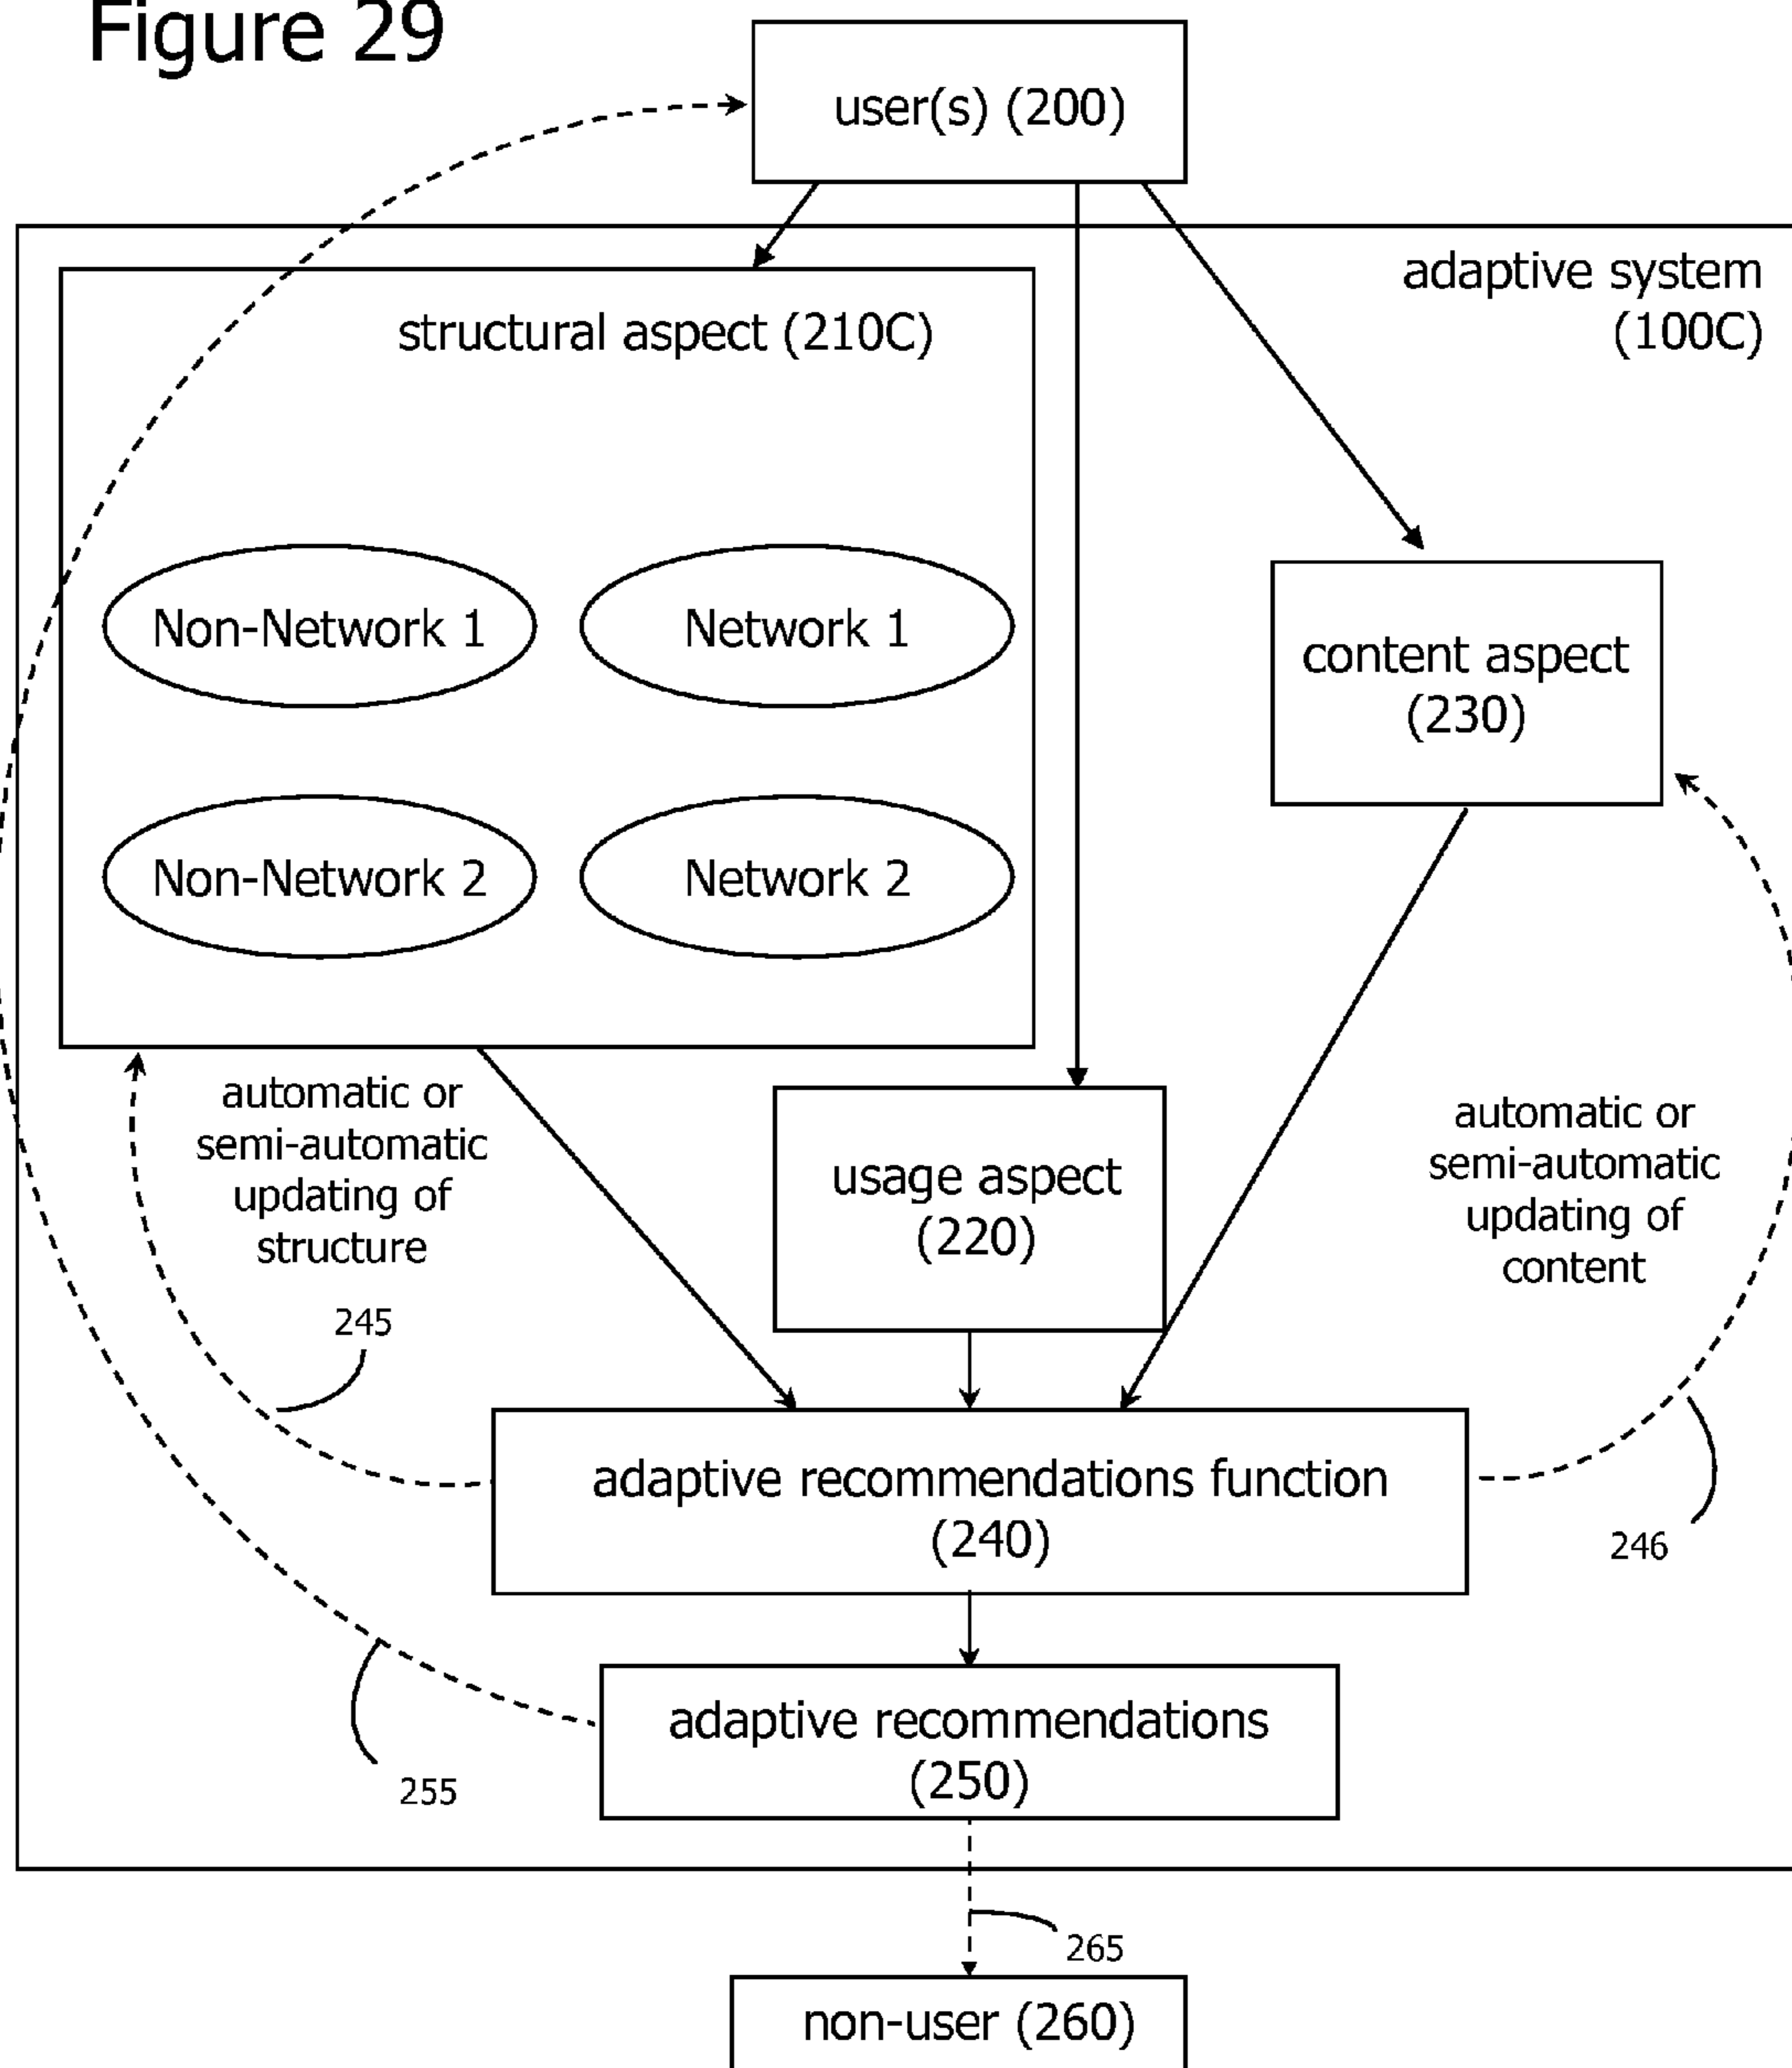 Figure 29
user(s) (200)
adaptive system
(100C)
structural aspect (210C)
Non-Network 1
Network 1
content aspect
(230)
Non-Network 2
Network 2
automatic or
semi-automatic
updating of
structure
automatic or
semi-automatic
updating of
content
usage aspect
(220)
245
adaptive recommendations function
(240)
246
adaptive recommendations
(250)
255
265
non-user (260)